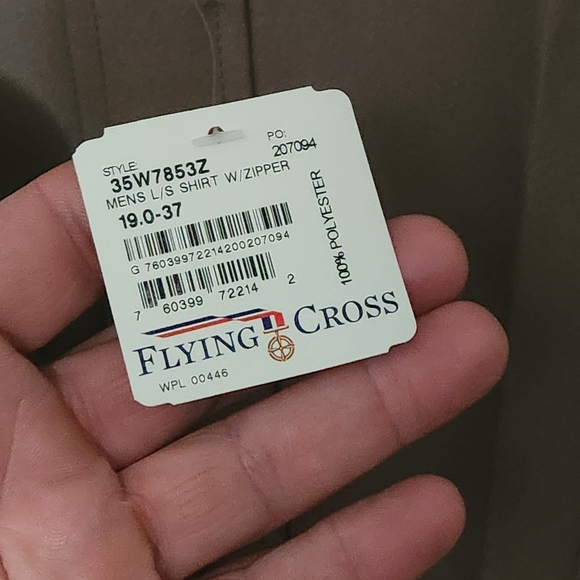 STYLE:
PO:
35W7853Z
207094
MENS L/S SHIRT W/ZIPPER
19.0-37
100% POLYESTER
G 76039972214200207094
7 60399 72214 2
FLYING CROSS
WPL 00446